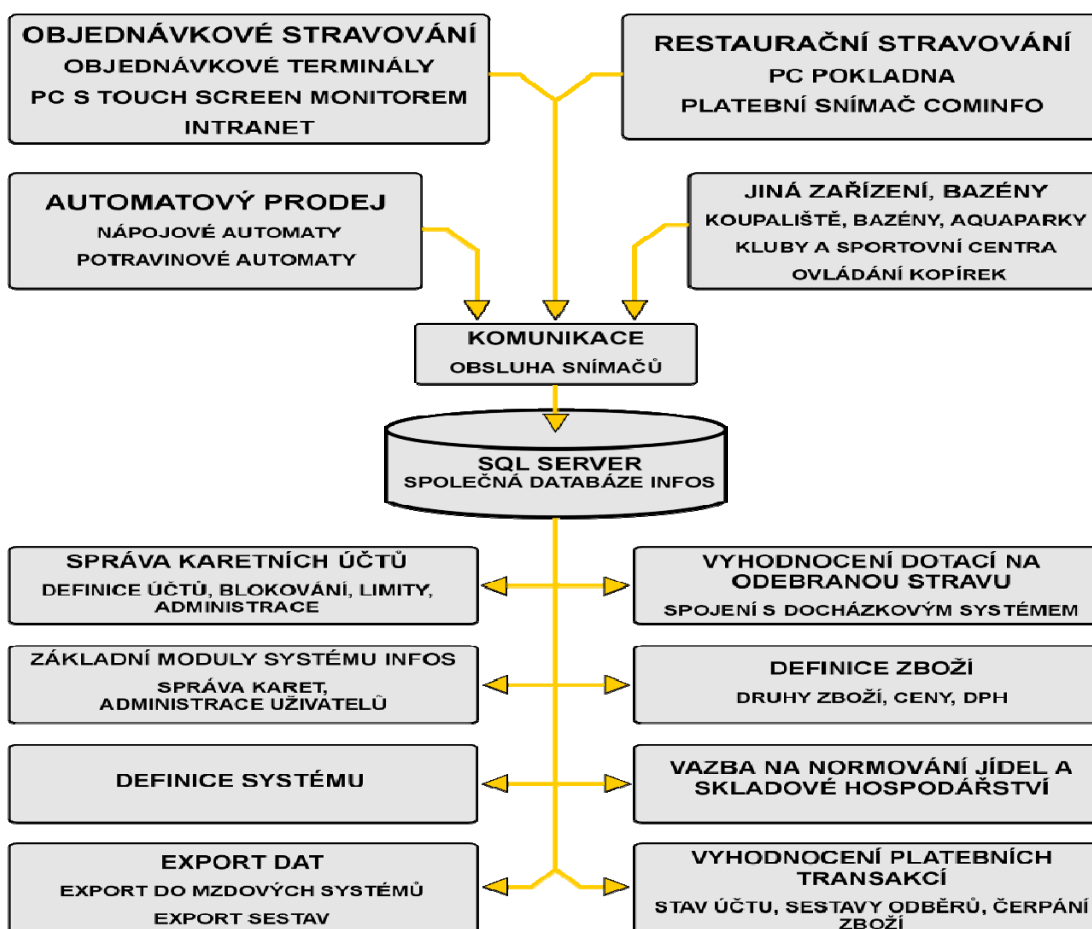 OBJEDNÁVKOVÉ STRAVOVÁNÍ
OBJEDNÁVKOVÉ TERMINÁLY
PC S TOUCH SCREEN MONITOREM
INTRANET
RESTAURAČNÍ STRAVOVÁNÍ
PC POKLADNA
PLATEBNÍ SNÍMAČ COMINFO
AUTOMATOVÝ PRODEJ
NÁPOJOVÉ AUTOMATY
POTRAVINOVÉ AUTOMATY
JINÁ ZAŘÍZENÍ, BAZÉNY
KOUPALIŠTĚ, BAZÉNY, AQUAPARKY
KLUBY A SPORTOVNÍ CENTRA
OVLÁDÁNÍ KOPÍREK
KOMUNIKACE
OBSLUHA SNÍMAČŮ
SQL SERVER
SPOLEČNÁ DATABÁZE INFOS
SPRÁVA KARETNÍCH ÚČTŮ
DEFINICE ÚČTŮ, BLOKOVÁNÍ, LIMITY,
ADMINISTRACE
VYHODNOCENÍ DOTACÍ NA
ODEBRANOU STRAVU
SPOJENÍ S DOCHÁZKOVÝM SYSTÉMEM
ZÁKLADNÍ MODULY SYSTÉMU INFOS
SPRÁVA KARET,
ADMINISTRACE UŽIVATELŮ
DEFINICE ZBOŽÍ
DRUHY ZBOŽÍ, CENY, DPH
DEFINICE SYSTÉMU
VAZBA NA NORMOVÁNÍ JÍDEL A
SKLADOVÉ HOSPODÁŘSTVÍ
EXPORT DAT
EXPORT DO MZDOVÝCH SYSTÉMŮ
EXPORT SESTAV
VYHODNOCENÍ PLATEBNÍCH
TRANSAKCÍ
STAV ÚČTU, SESTAVY ODBĚRŮ, ČERPÁNÍ
ZBOŽÍ